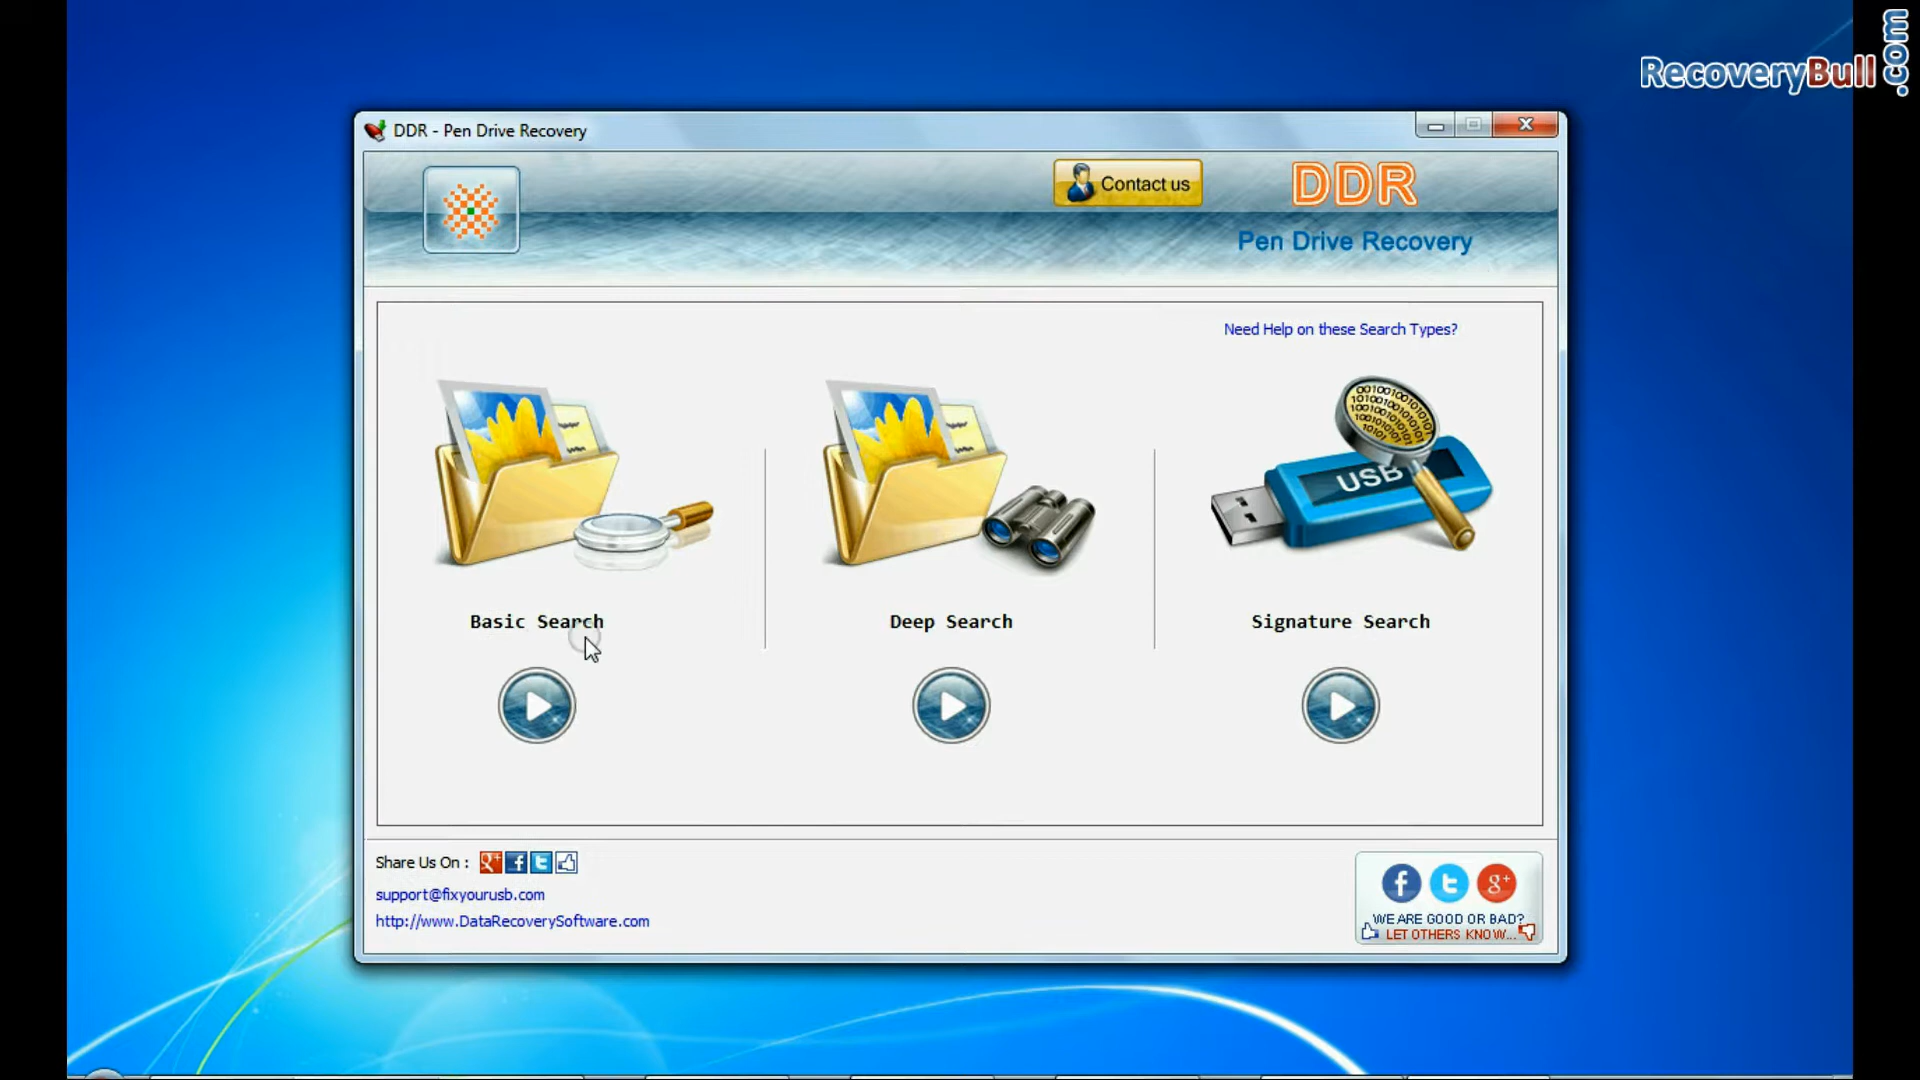 RecoveryBull.com
DDR - Pen Drive Recovery
Contact us
DDR
Pen Drive Recovery
Need Help on these Search Types?
USB
Basic Search
Deep Search
Signature Search
Share Us On :
support@fixyourusb.com
http://www.DataRecoverySoftware.com
WE ARE GOOD OR BAD?
LET OTHERS KNOW...